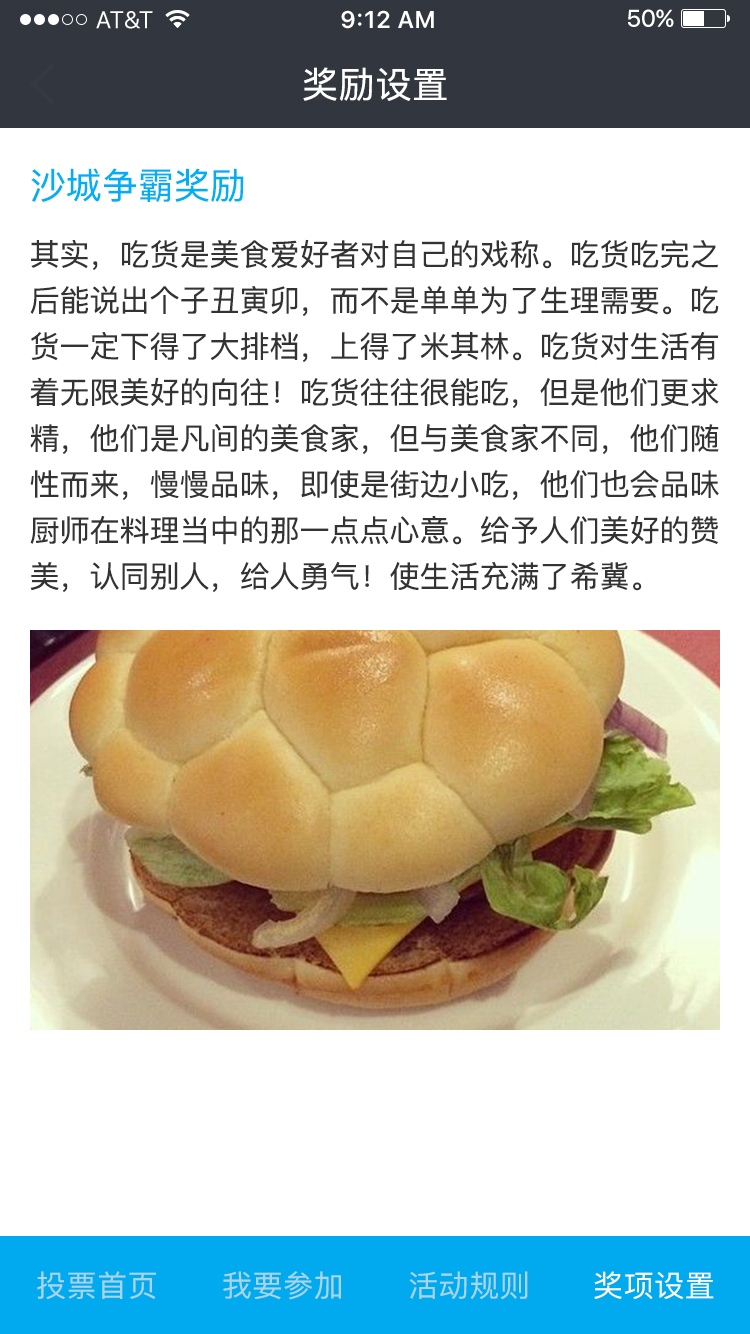 AT&T 9:12 AM 50%
奖励设置
沙城争霸奖励
其实，吃货是美食爱好者对自己的戏称。吃货吃完之
后能说出个子丑寅卯，而不是单单为了生理需要。吃
货一定下得了大排档，上得了米其林。吃货对生活有
着无限美好的向往！吃货往往很能吃，但是他们更求
精，他们是凡间的美食家，但与美食家不同，他们随
性而来，慢慢品味，即使是街边小吃，他们也会品味
厨师在料理当中的那一点点心意。给予人们美好的赞
美，认同别人，给人勇气！使生活充满了希冀。
投票首页 我要参加 活动规则 奖项设置